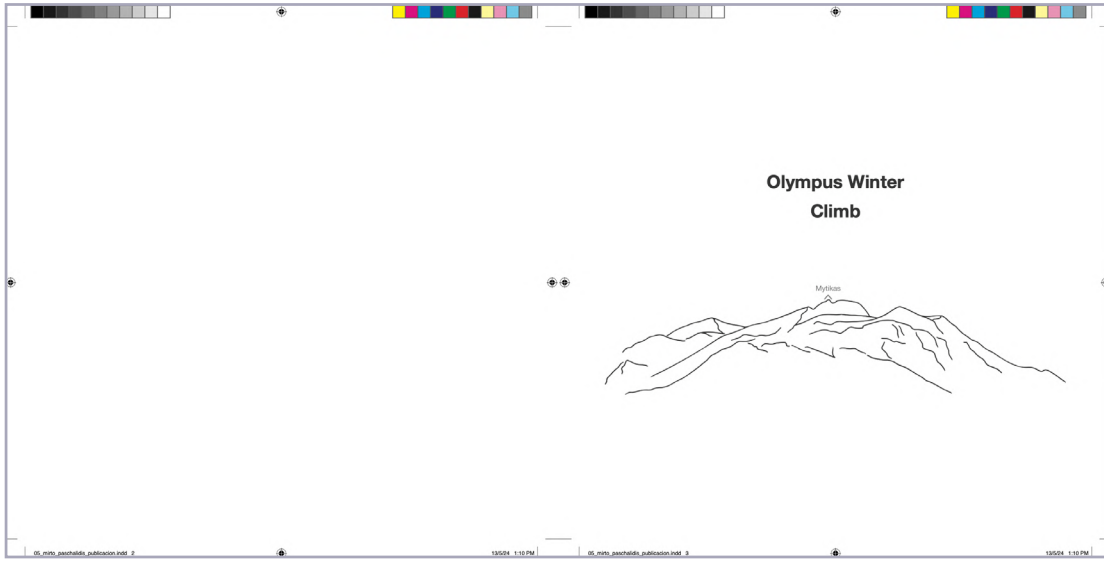 Olympus Winter
Climb
Mytikas
05_mirto_paschalidis_publicacion.indd 2
13/5/24 1:10 PM
05_mirto_paschalidis_publicacion.indd 3
13/5/24 1:10 PM